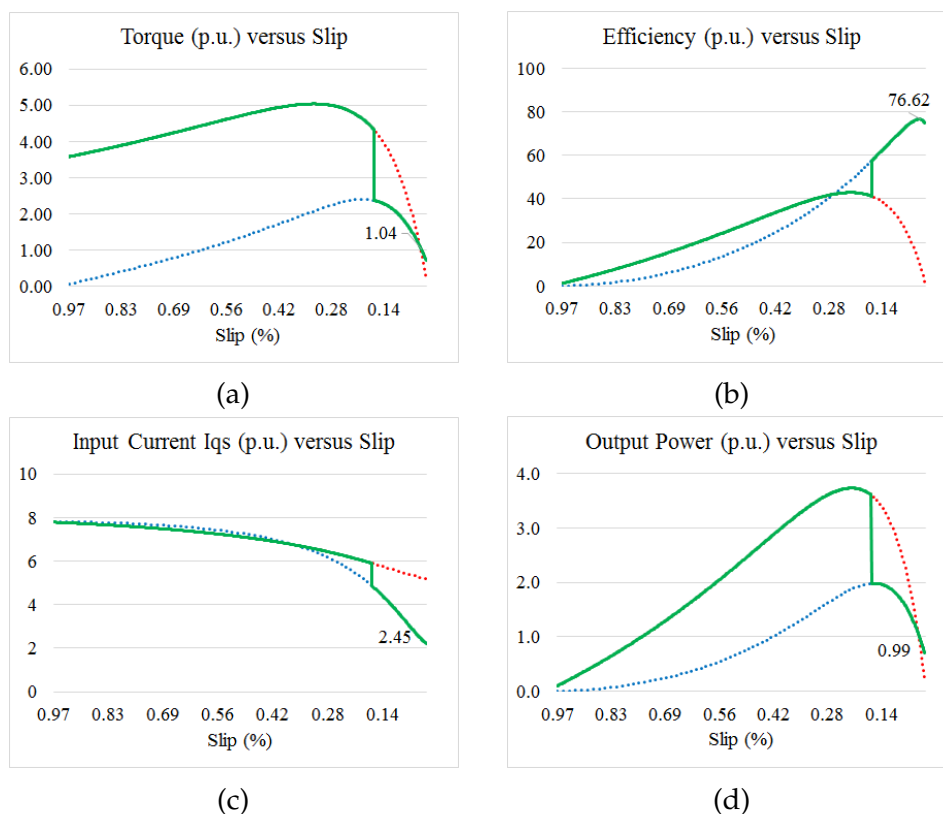 Torque (p.u.) versus Slip
6.00
5.00
4.00
3.00
2.00
1.00
0.00
1.04
0.97 0.83 0.69 0.56 0.42 0.28 0.14
Slip (%)
(a)
Efficiency (p.u.) versus Slip
100
80
60
40
20
0
76.62
0.97 0.83 0.69 0.56 0.42 0.28 0.14
Slip (%)
(b)
Input Current Iqs (p.u.) versus Slip
10
8
6
4
2
0
2.45
0.97 0.83 0.69 0.56 0.42 0.28 0.14
Slip (%)
(c)
Output Power (p.u.) versus Slip
4.0
3.0
2.0
1.0
0.0
0.99
0.97 0.83 0.69 0.56 0.42 0.28 0.14
Slip (%)
(d)